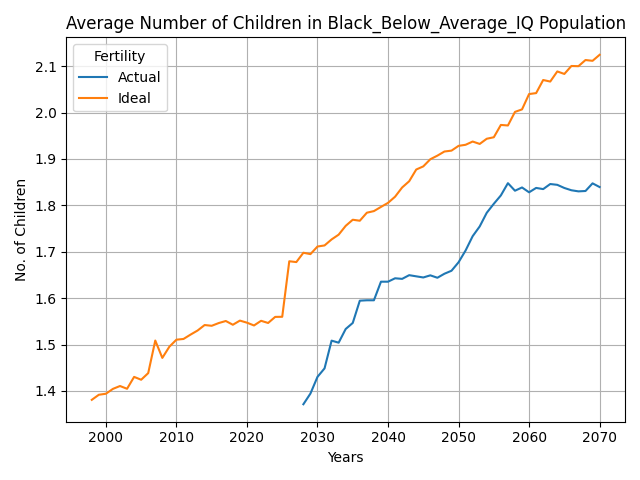 Average Number of Children in Black_Below_Average_IQ Population
Fertility
Actual
Ideal
No. of Children
2.1
2.0
1.9
1.8
1.7
1.6
1.5
1.4
2000 2010 2020 2030 2040 2050 2060 2070
Years